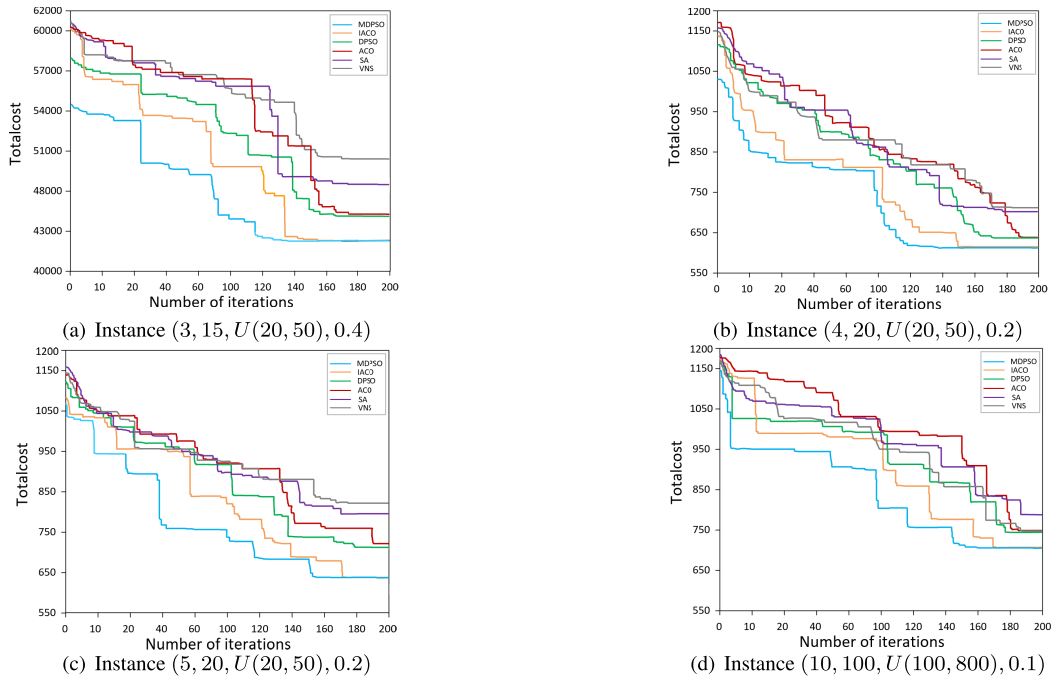 62000
57000
54000
51000
48000
43000
40000
Totalcost
MDPSO
IACO
DPSO
ACO
SA
VNS
0 10 20 40 60 100 120 140 160 180 200
Number of iterations
(a) Instance (3, 15, U(20, 50), 0.4)
1150
1050
950
850
750
650
550
Totalcost
MDPSO
IACO
DPSO
ACO
SA
VNS
0 10 20 40 60 100 120 140 160 180 200
Number of iterations
(b) Instance (4, 20, U(20, 50), 0.2)
1200
1150
1050
950
850
750
650
550
Totalcost
MDPSO
IACO
DPSO
ACO
SA
VNS
0 10 20 40 60 100 120 140 160 180 200
Number of iterations
(c) Instance (5, 20, U(20, 50), 0.2)
1200
1150
1050
950
850
750
650
550
Totalcost
MDPSO
IACO
DPSO
ACO
SA
VNS
0 10 20 40 60 100 120 140 160 180 200
Number of iterations
(d) Instance (10, 100, U(100, 800), 0.1)